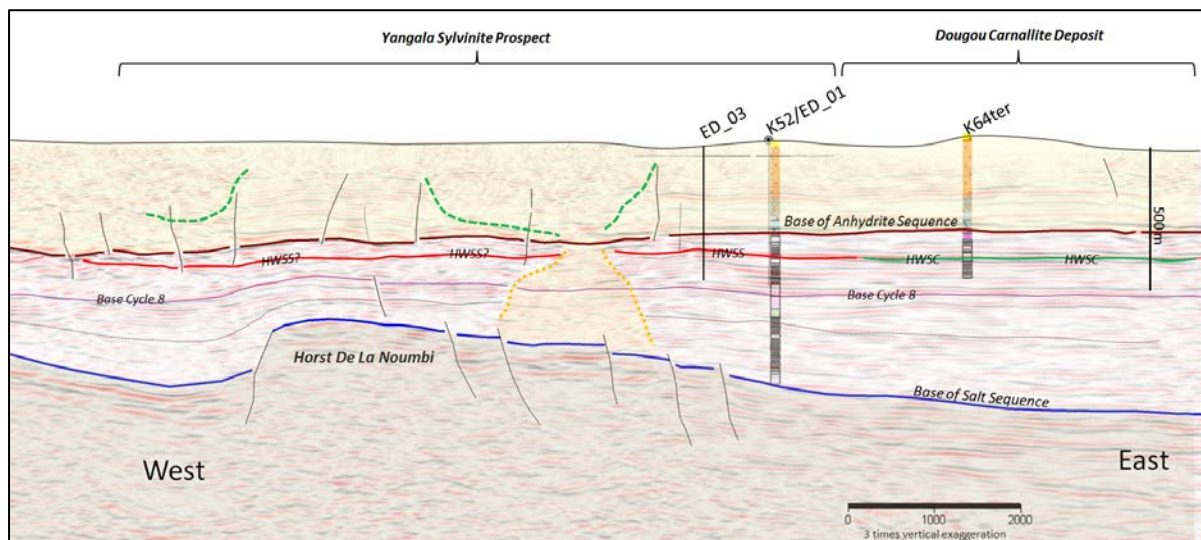 Yangala Sylvinite Prospect
Dougou Carnallite Deposit
ED_03
K52/ED_01
K64ter
500m
Base of Anhydrite Sequence
HWSS?
HWSS?
HWSS
HWSC
HWSC
Base Cycle 8
Base Cycle 8
Horst De La Noumbi
Base of Salt Sequence
West
East
0 1000 2000
3 times vertical exaggeration